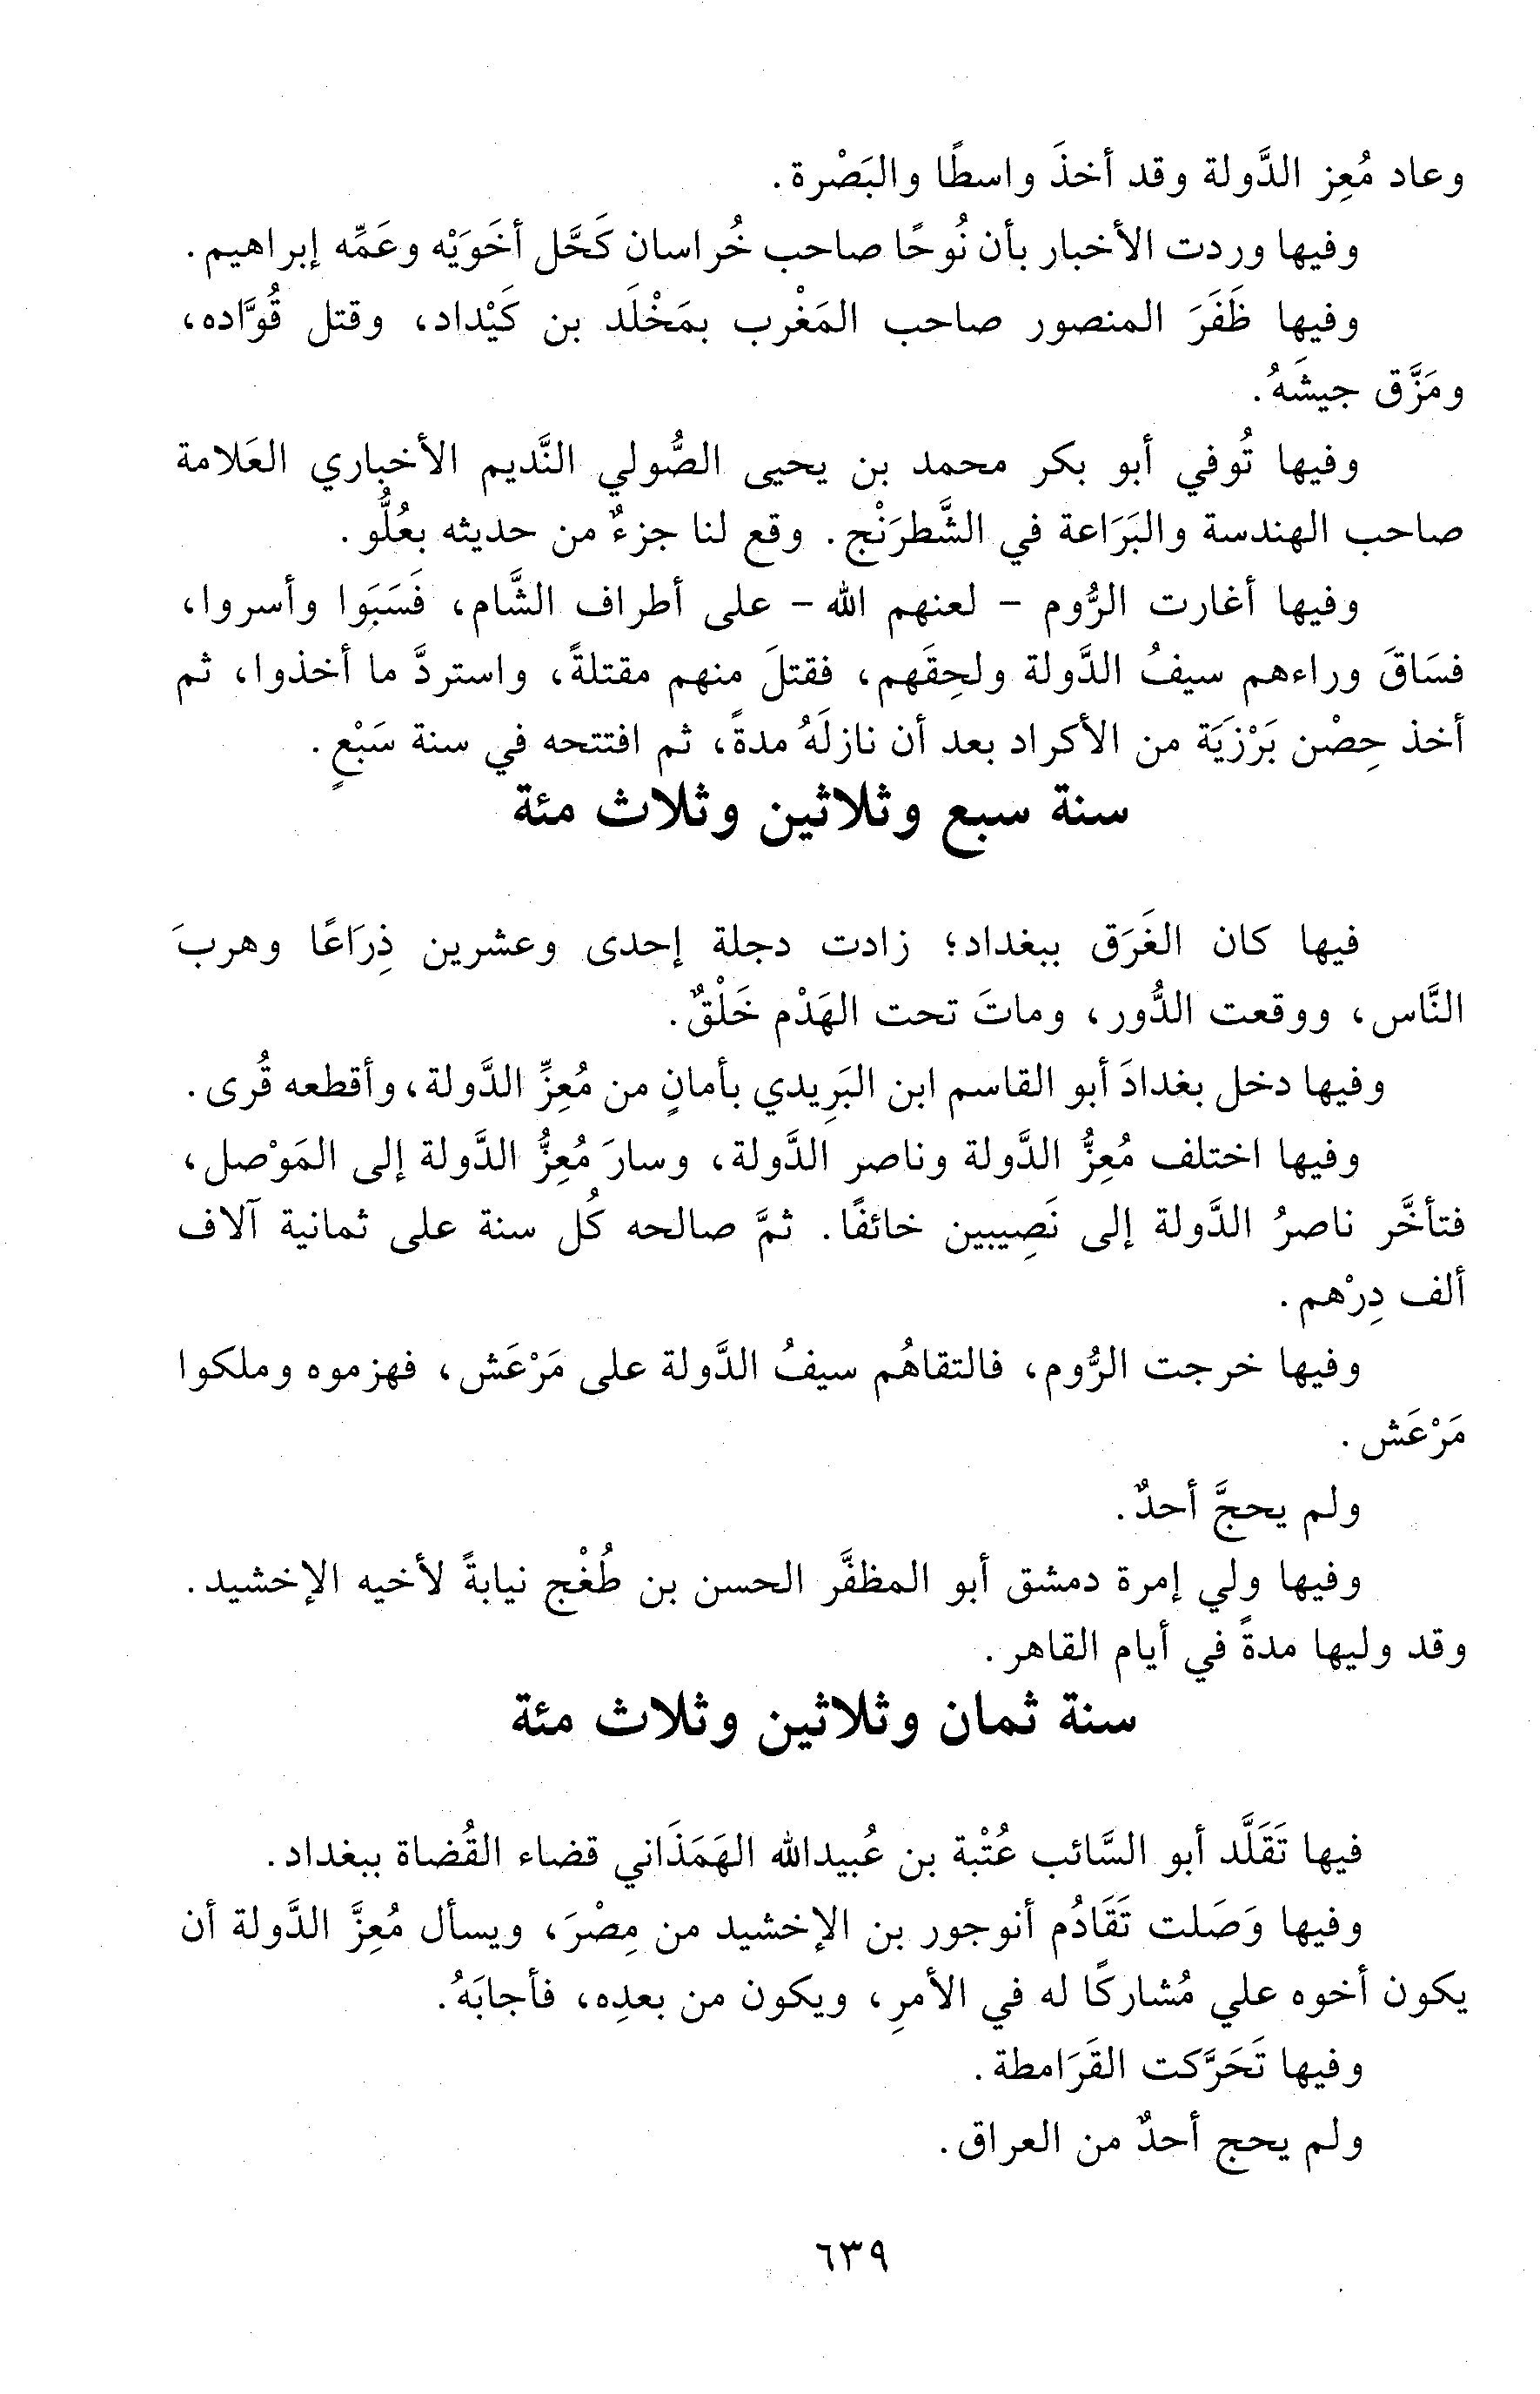 وعاد مُعِز الدَّولة وقد أخذَ واسطًا والبَصْرة.
وفيها وردت الأخبار بأن نُوحًا صاحب خُراسان كَحَّل أخَوَيْه وعَمِّه إبراهيم.
وفيها ظَفَرَ المنصور صاحب المَغْرب بمَخْلَد بن كَيْداد، وقتل قُوَّاده،
ومَزَّق جيشَهُ.
وفيها تُوفي أبو بكر محمد بن يحيى الصُّولي النَّديم الأخباري العَلامة
صاحب الهندسة والبَرَاعة في الشَّطرَنْج. وقع لنا جزءٌ من حديثه بعُلُّو.
وفيها أغارت الرُّوم - لعنهم الله - على أطراف الشَّام، فَسَبَوا وأسروا،
فسَاقَ وراءهم سيفُ الدَّولة ولحِقَهم، فقتلَ منهم مقتلةً، واستردَّ ما أخذوا، ثم
أخذ حِصْن بَرْزَيَة من الأكراد بعد أن نازلَهُ مدةً، ثم افتتحه في سنة سَبْعٍ.
سنة سبع وثلاثين وثلاث مئة
فيها كان الغَرَق ببغداد؛ زادت دجلة إحدى وعشرين ذِرَاعًا وهربَ
النَّاس، ووقعت الدُّور، وماتَ تحت الهَدْم خَلْقٌ.
وفيها دخل بغدادَ أبو القاسم ابن البَرِيدي بأمانٍ من مُعِزِّ الدَّولة، وأقطعه قُرى.
وفيها اختلف مُعِزُّ الدَّولة وناصر الدَّولة، وسارَ مُعِزُّ الدَّولة إلى المَوْصل،
فتأخَّر ناصرُ الدَّولة إلى نَصِيبين خائفًا. ثمَّ صالحه كُل سنة على ثمانية آلاف
ألف دِرْهم.
وفيها خرجت الرُّوم، فالتقاهُم سيفُ الدَّولة على مَرْعَش، فهزموه وملكوا
مَرْعَش.
ولم يحجَّ أحدٌ.
وفيها ولي إمرة دمشق أبو المظفَّر الحسن بن طُغْج نيابةً لأخيه الإخشيد.
وقد وليها مدةً في أيام القاهر.
سنة ثمان وثلاثين وثلاث مئة
فيها تَقَلَّد أبو السَّائب عُتْبة بن عُبيدالله الهَمَذَاني قضاء القُضاة ببغداد.
وفيها وَصَلت تَقَادُم أنوجور بن الإخشيد من مِصْرَ، ويسأل مُعِزَّ الدَّولة أن
يكون أخوه علي مُشاركًا له في الأمرِ، ويكون من بعدِه، فأجابَهُ.
وفيها تَحَرَّكت القَرَامطة.
ولم يحج أحدٌ من العراق.
٦٣٩